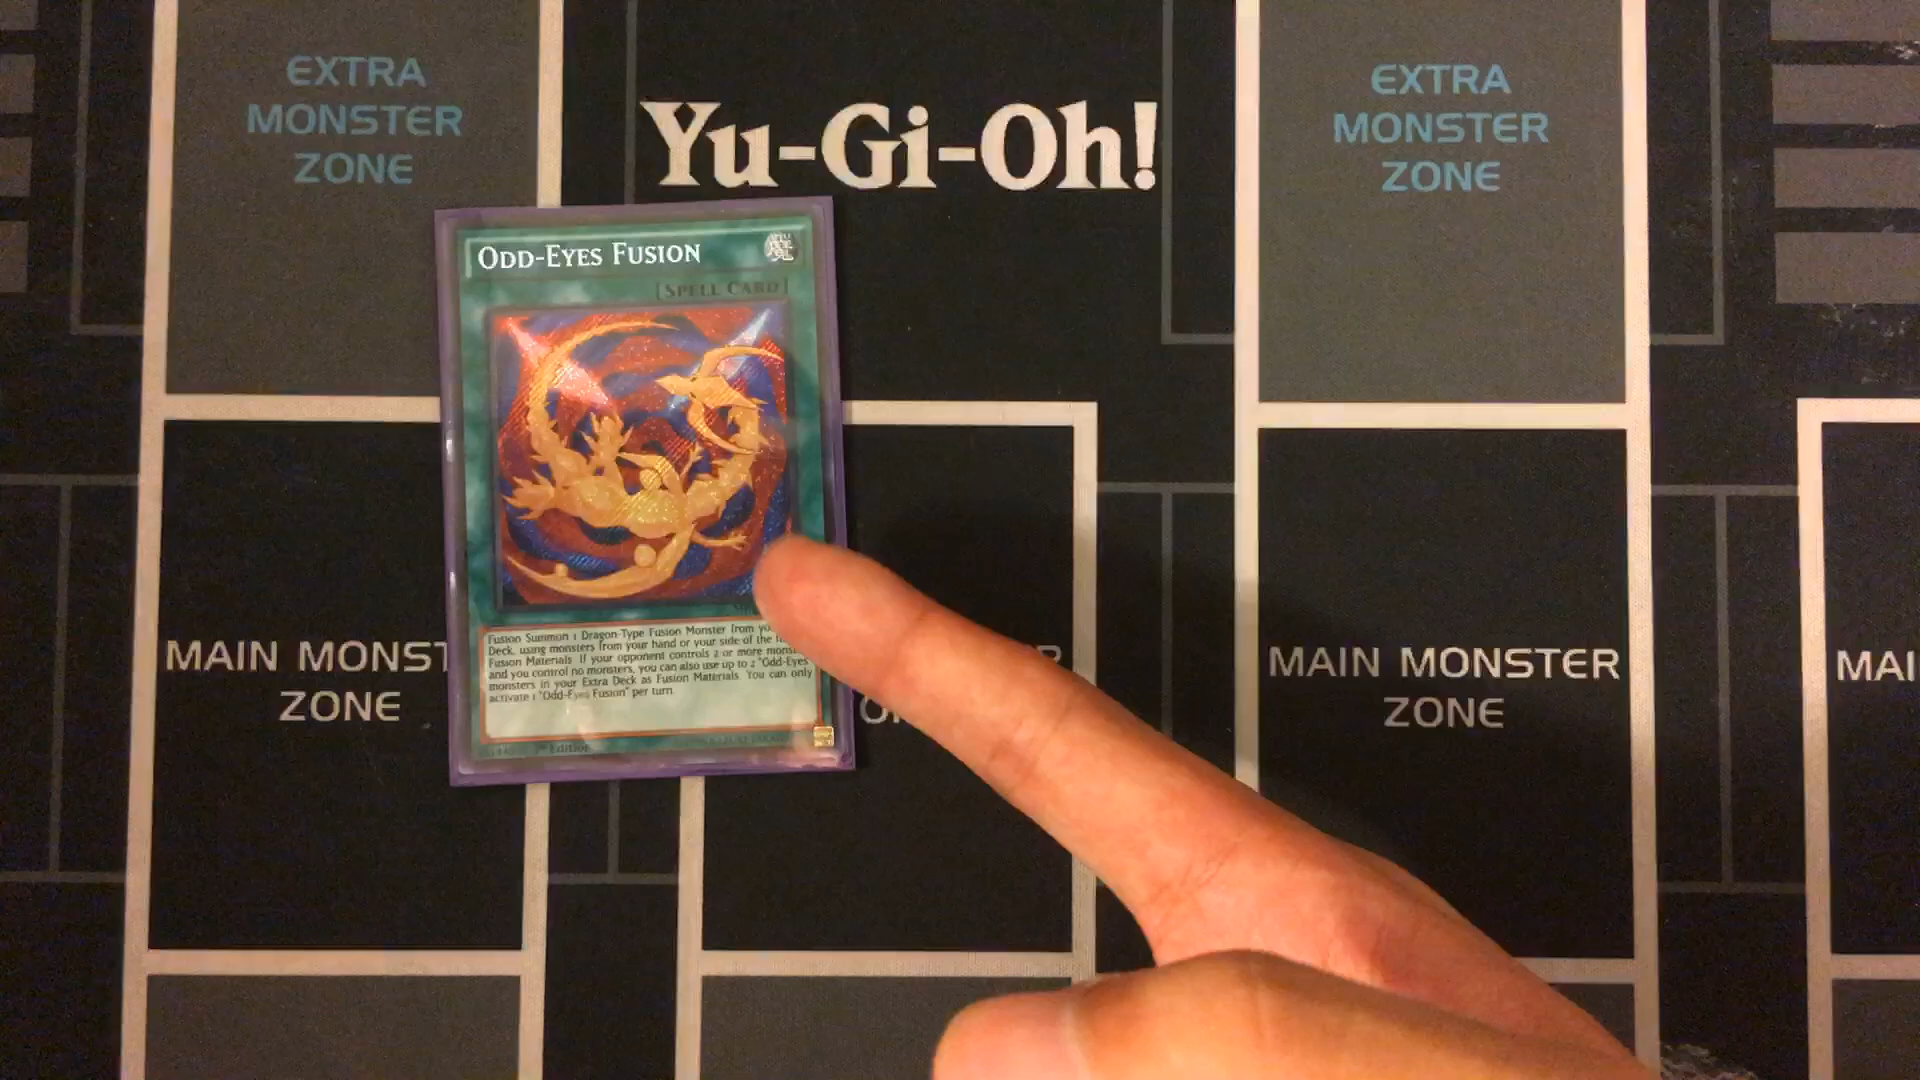 EXTRA
MONSTER
ZONE
Yu-Gi-Oh!
EXTRA
MONSTER
ZONE
ODD-EYES FUSION
[SPELL CARD]
Fusion Summon 1 Dragon-Type Fusion Monster from
Deck, using monsters from your hand or your side of the
Fusion Materials. If your opponent controls 2 or more
and you control no monsters, you can also use up to 2 "Odd-Eyes"
monsters in your Extra Deck as Fusion Materials. You can only
activate 1 "Odd-Eyes Fusion" per turn.
1st Edition
MAIN MONST
ZONE
MAIN MONSTER
ZONE
MAI